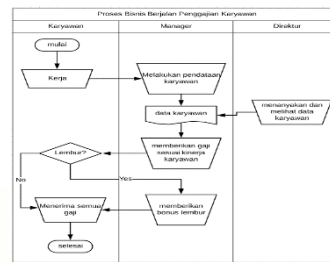 Proses Bisnis Berjalan Penggajian Karyawan
Karyawan
Manager
Direktur
mulai
Kerja
Melakukan pendataan
karyawan
data karyawan
menanyakan dan
melihat data
karyawan
memberikan gaji
sesuai kinerja
karyawan
Lembur?
No
Yes
Menerima semua
gaji
memberikan
bonus lembur
selesai